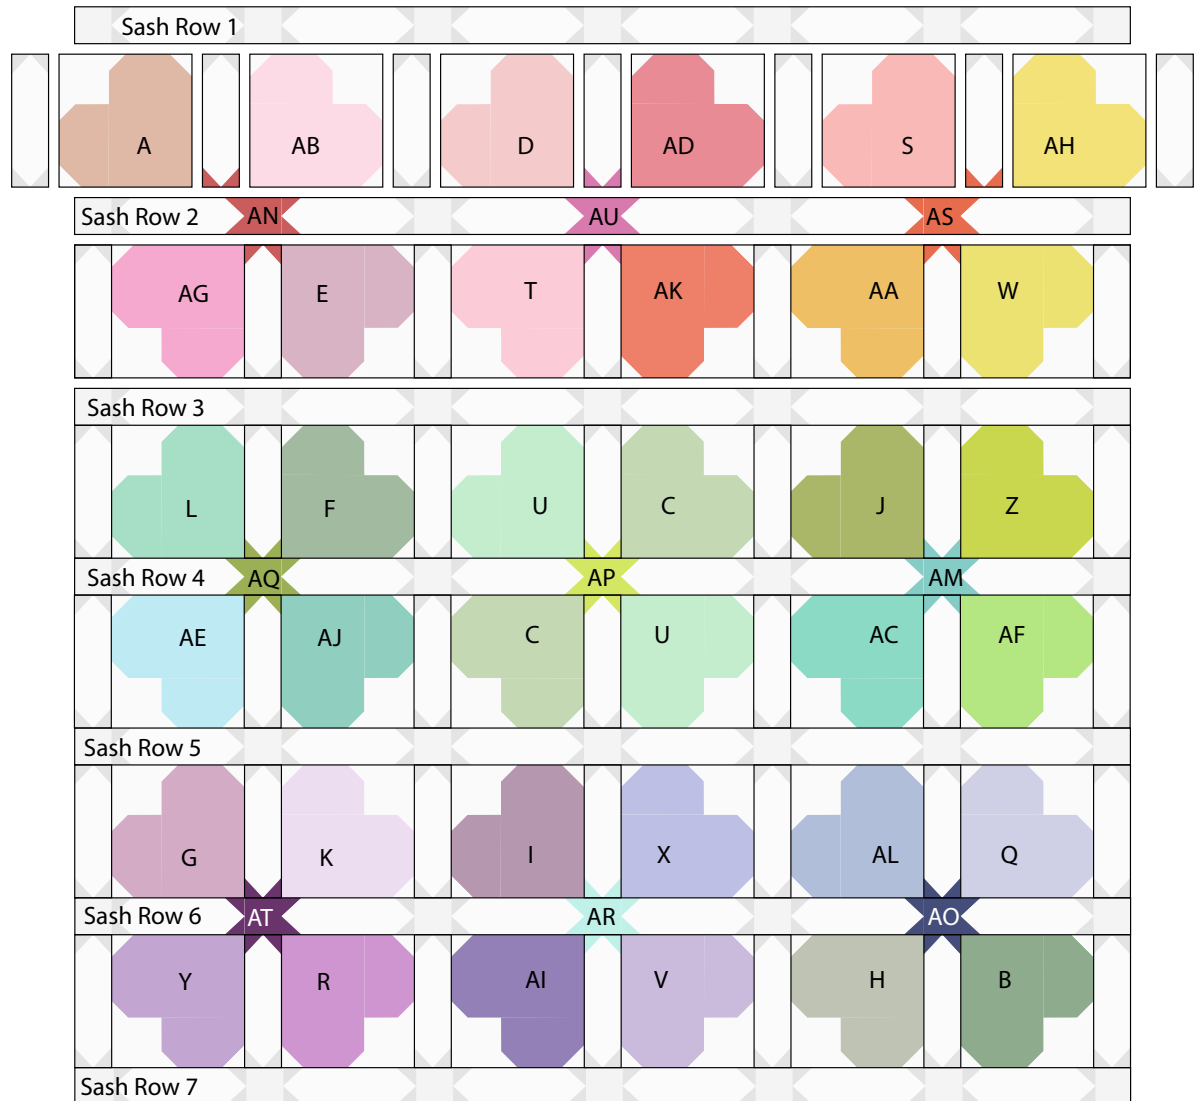 Sash Row 1
A AB D AD S AH
Sash Row 2 AN AU AS
AG E T AK AA W
Sash Row 3
L F U C J Z
Sash Row 4 AQ AP AM
AE AJ C U AC AF
Sash Row 5
G K I X AL Q
Sash Row 6 AT AR AO
Y R AI V H B
Sash Row 7